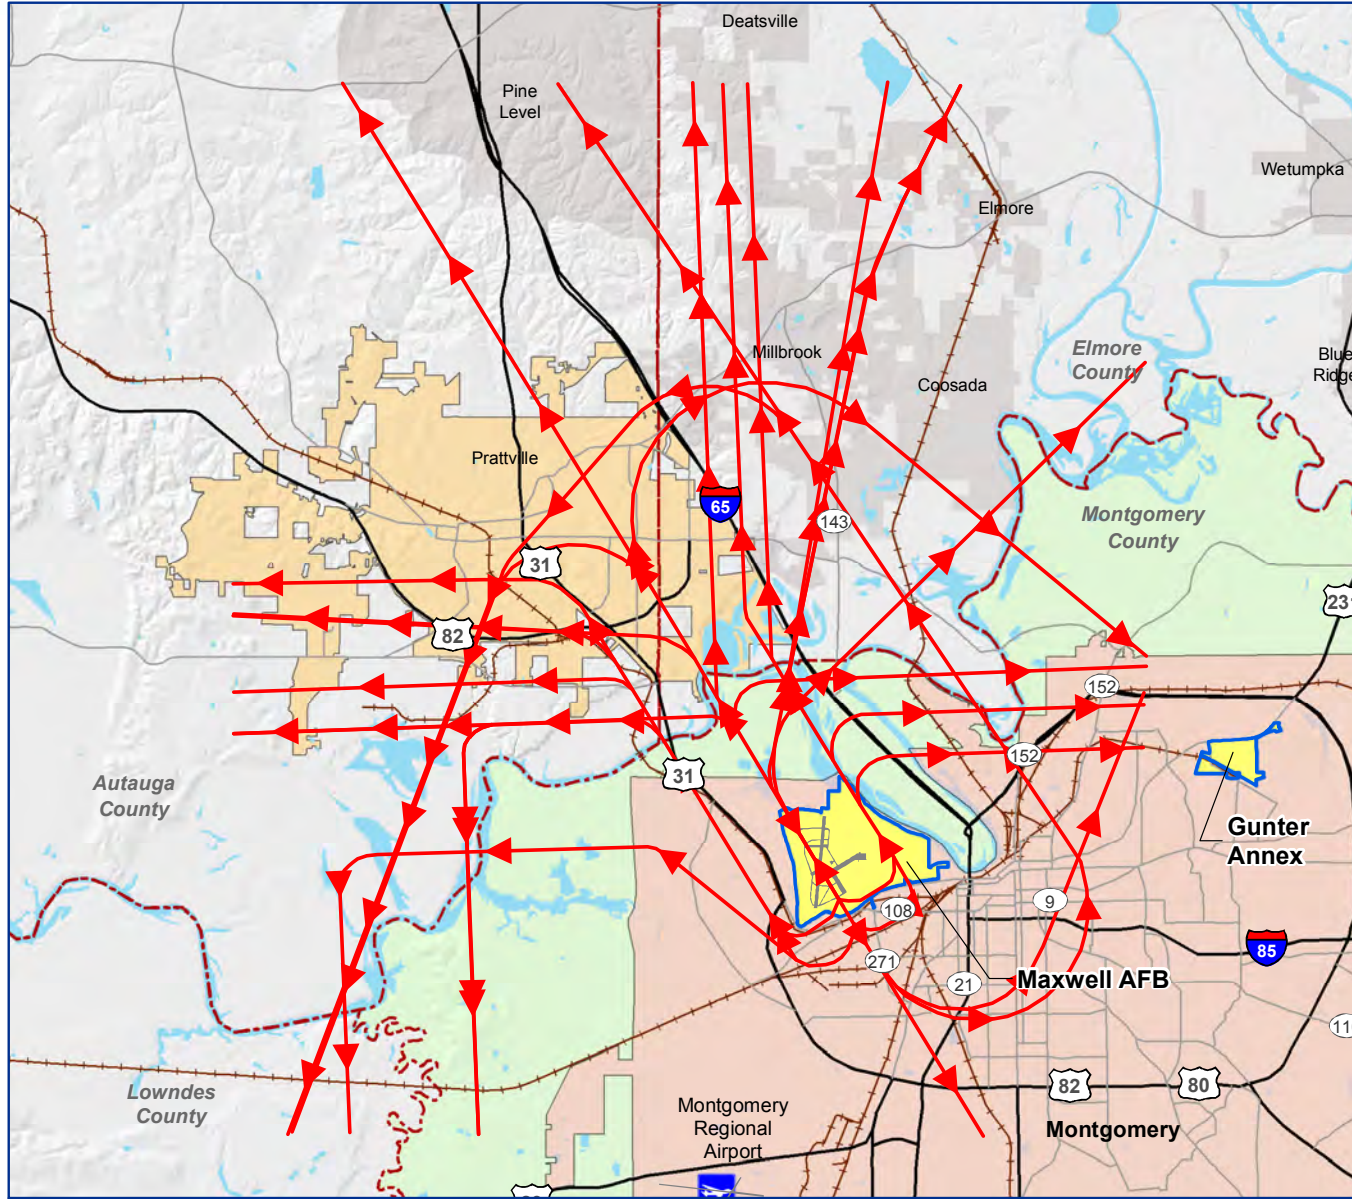 Deatsville
Pine
Level
Wetumpka
Elmore
Millbrook
Elmore
County
Blue
Ridge
Coosada
Prattville
65
143
Montgomery
County
31
231
82
152
152
31
Autauga
County
Gunter
Annex
9
108
85
271
21
Maxwell AFB
82
80
Lowndes
County
Montgomery
Regional
Airport
Montgomery